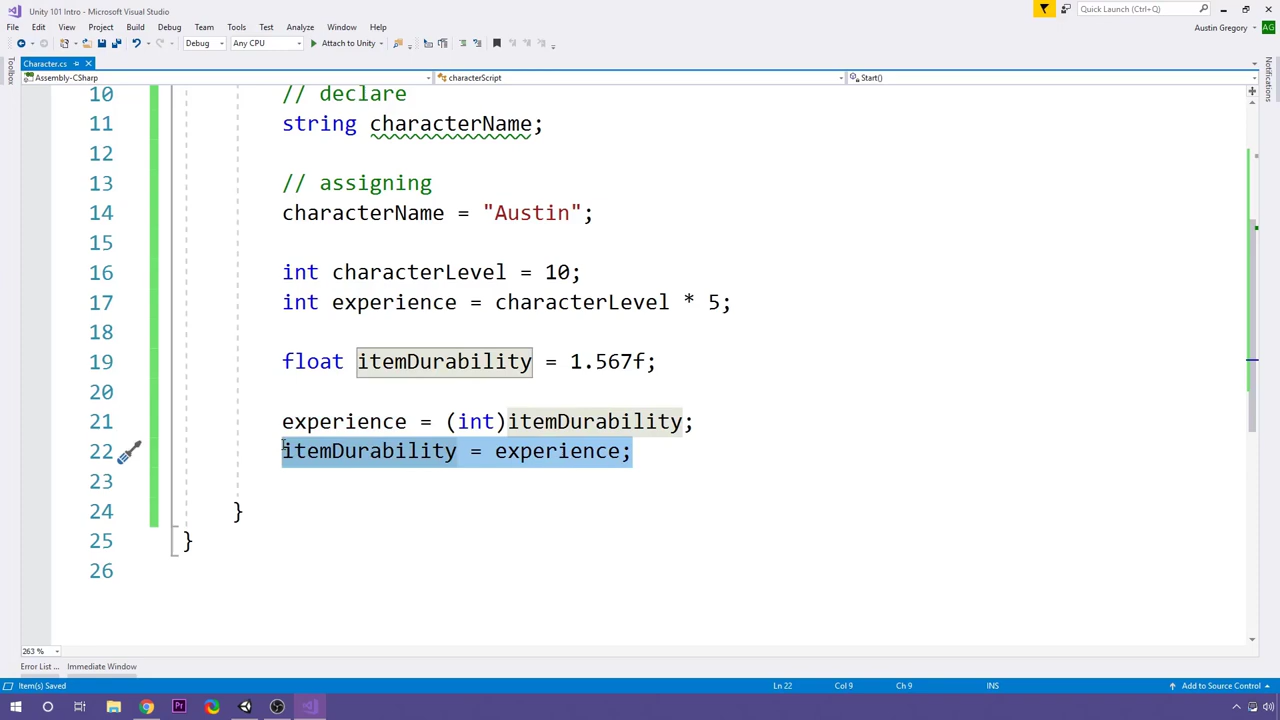 Unity 101 Intro - Microsoft Visual Studio
Quick Launch (Ctrl+Q)
File Edit View Project Build Debug Team Tools Test Analyze Window Help
Austin Gregory
AG
Debug Any CPU Attach to Unity
Character.cs
Assembly-CSharp characterScript Start()
Toolbox
Notifications
10 // declare
11 string characterName;
12
13 // assigning
14 characterName = "Austin";
15
16 int characterLevel = 10;
17 int experience = characterLevel * 5;
18
19 float itemDurability = 1.567f;
20
21 experience = (int)itemDurability;
22 itemDurability = experience;
23
24 }
25 }
26
263 %
Error List ... Immediate Window
Item(s) Saved Ln 22 Col 9 Ch 9 INS Add to Source Control
Pr